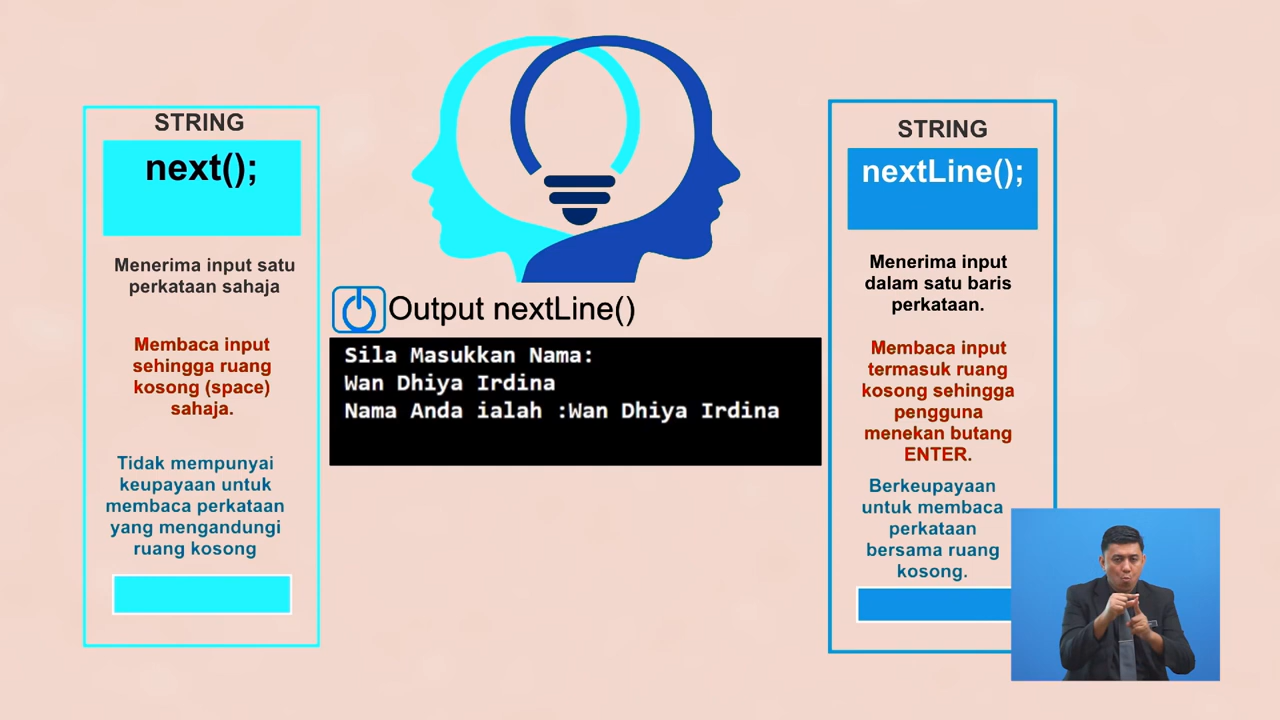 STRING
next();
Menerima input satu
perkataan sahaja
Membaca input
sehingga ruang
kosong (space)
sahaja.
Tidak mempunyai
keupayaan untuk
membaca perkataan
yang mengandungi
ruang kosong
Output nextLine()
Sila Masukkan Nama:
Wan Dhiya Irdina
Nama Anda ialah :Wan Dhiya Irdina
STRING
nextLine();
Menerima input
dalam satu baris
perkataan.
Membaca input
termasuk ruang
kosong sehingga
pengguna
menekan butang
ENTER.
Berkeupayaan
untuk membaca
perkataan
bersama ruang
kosong.